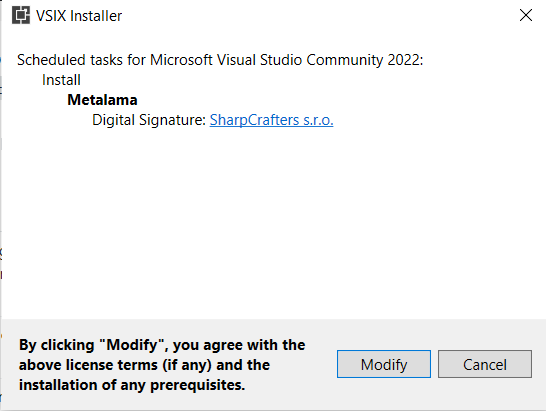 VSIX Installer
Scheduled tasks for Microsoft Visual Studio Community 2022:
Install
Metalama
Digital Signature: SharpCrafters s.r.o.
By clicking "Modify", you agree with the
above license terms (if any) and the
installation of any prerequisites.
Modify
Cancel